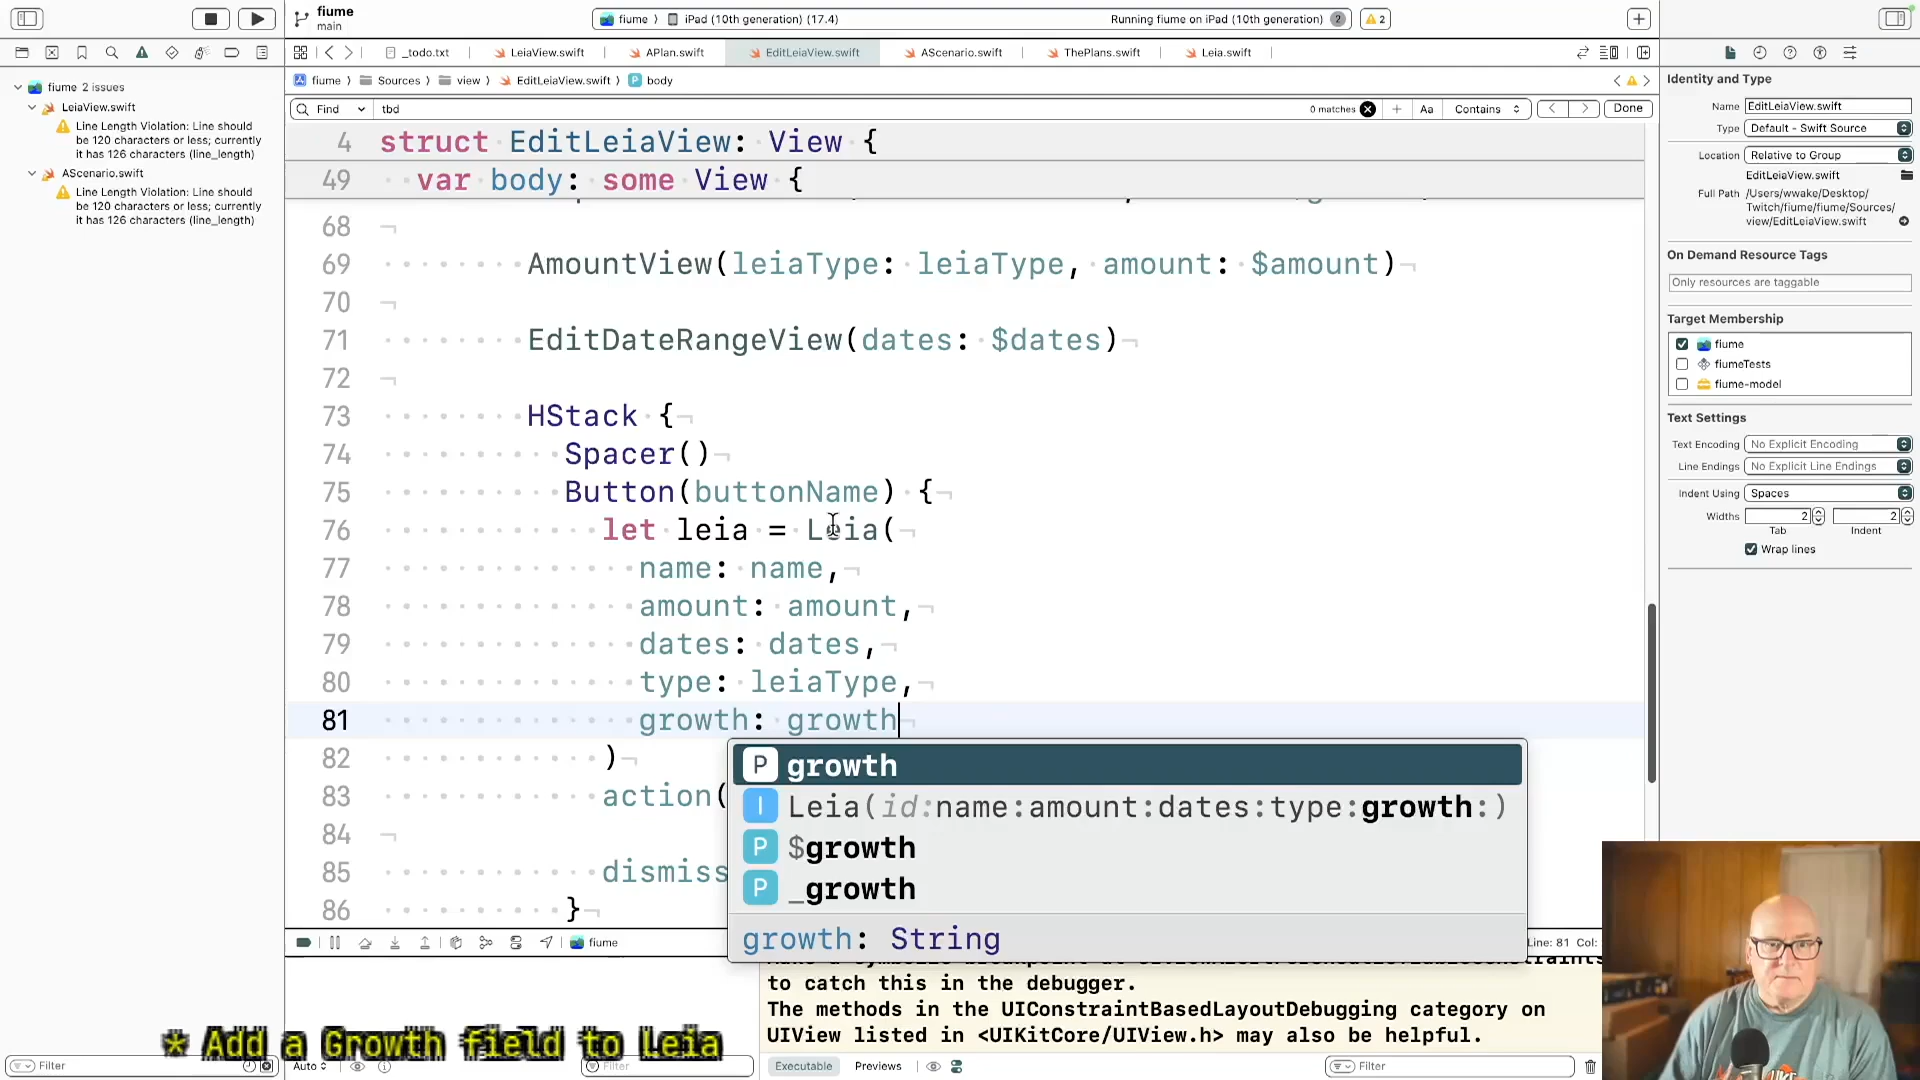 fiume
main
fiume
iPad (10th generation) (17.4)
Running fiume on iPad (10th generation)
2
2
_todo.txt
LeiaView.swift
APlan.swift
EditLeiaView.swift
AScenario.swift
ThePlans.swift
Leia.swift
fiume
Sources
view
EditLeiaView.swift
body
Find
tbd
0 matches
Aa
Contains
Done
fiume 2 issues
LeiaView.swift
Line Length Violation: Line should
be 120 characters or less; currently
it has 126 characters (line_length)
AScenario.swift
Line Length Violation: Line should
be 120 characters or less; currently
it has 126 characters (line_length)
4 struct EditLeiaView: View {
49 var body: some View {
68
69 AmountView(leiaType: leiaType, amount: $amount)
70
71 EditDateRangeView(dates: $dates)
72
73 HStack {
74 Spacer()
75 Button(buttonName) {
76 let leia = Leia(
77 name: name,
78 amount: amount,
79 dates: dates,
80 type: leiaType,
81 growth: growth
82 )
83 action(
84
85 dismiss
86 }
P growth
I Leia(id:name:amount:dates:type:growth:)
P $growth
P _growth
growth: String
fiume
Line: 81 Col:
to catch this in the debugger.
The methods in the UIConstraintBasedLayoutDebugging category on
UIView listed in <UIKitCore/UIView.h> may also be helpful.
* Add a Growth field to Leia
Filter
Auto
Filter
Executable
Previews
Filter
Identity and Type
Name EditLeiaView.swift
Type Default - Swift Source
Location Relative to Group
EditLeiaView.swift
Full Path /Users/wwake/Desktop/
Twitch/fiume/fiume/Sources/
view/EditLeiaView.swift
On Demand Resource Tags
Only resources are taggable
Target Membership
fiume
fiumeTests
fiume-model
Text Settings
Text Encoding No Explicit Encoding
Line Endings No Explicit Line Endings
Indent Using Spaces
Widths 2 2
Tab Indent
Wrap lines